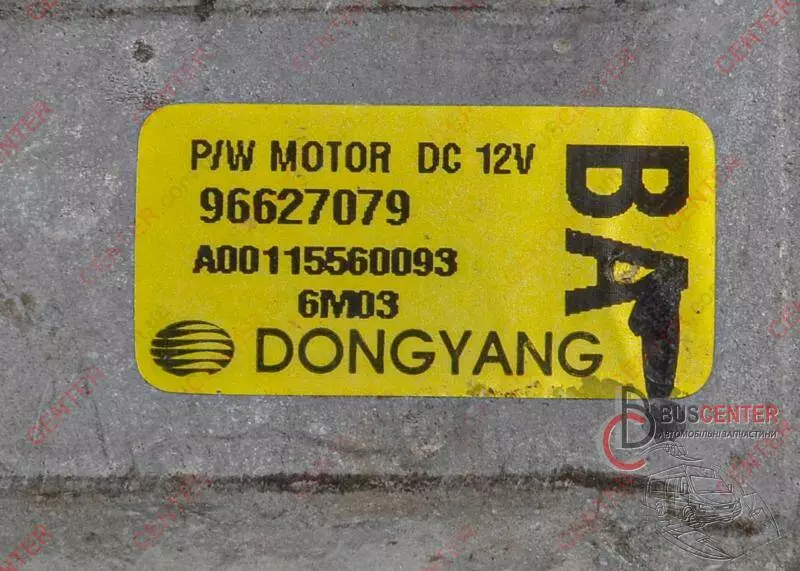 P/W MOTOR DC 12V
96627079
A00115560093
6M03
DONGYANG
BA
BUSCENTER
АВТОМОБІЛЬНІ ЗАПЧАСТИНИ